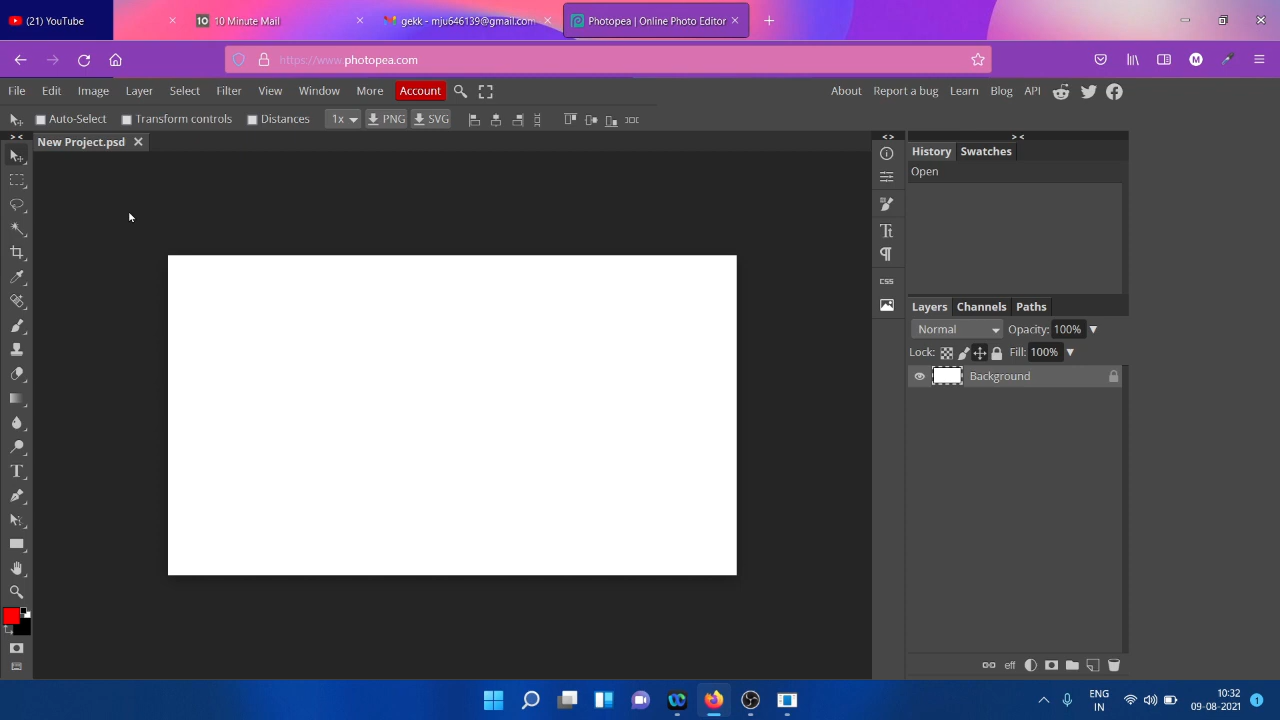 (21) YouTube
10 10 Minute Mail
gekk - mju646139@gmail.com
Photopea | Online Photo Editor
https://www.photopea.com
M
File Edit Image Layer Select Filter View Window More Account
About Report a bug Learn Blog API
Auto-Select Transform controls Distances 1x PNG SVG
New Project.psd
History Swatches
Open
Tt
CSS
Layers Channels Paths
Normal Opacity: 100%
Lock: Fill: 100%
Background
T
eff
ENG
IN
10:32
09-08-2021
1